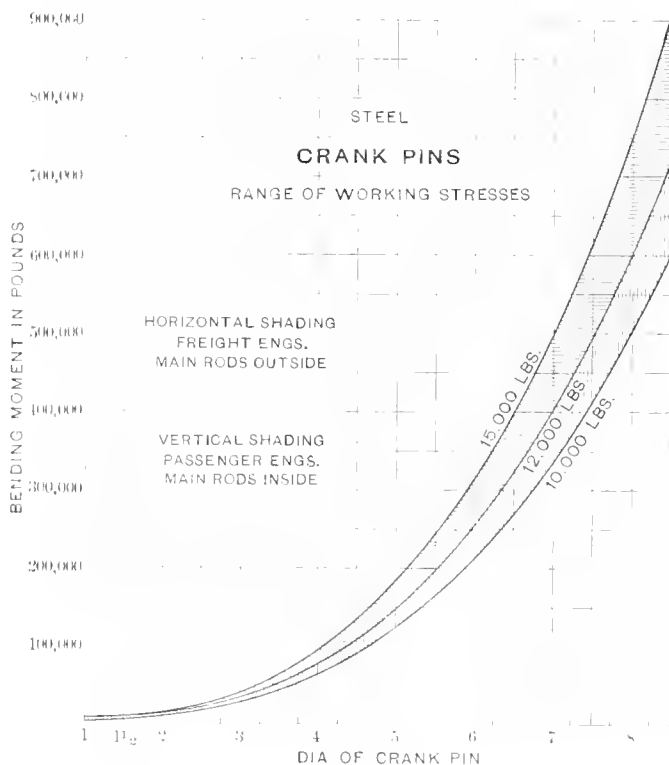 900,000
800,000
700,000
600,000
500,000
400,000
300,000
200,000
100,000
BENDING MOMENT IN POUNDS
STEEL
CRANK PINS
RANGE OF WORKING STRESSES
HORIZONTAL SHADING
FREIGHT ENGS.
MAIN RODS OUTSIDE
VERTICAL SHADING
PASSENGER ENGS.
MAIN RODS INSIDE
15.000 LBS.
12.000 LBS
10.000 LBS.
1 2 3 4 5 6 7 8
DIA OF CRANK PIN